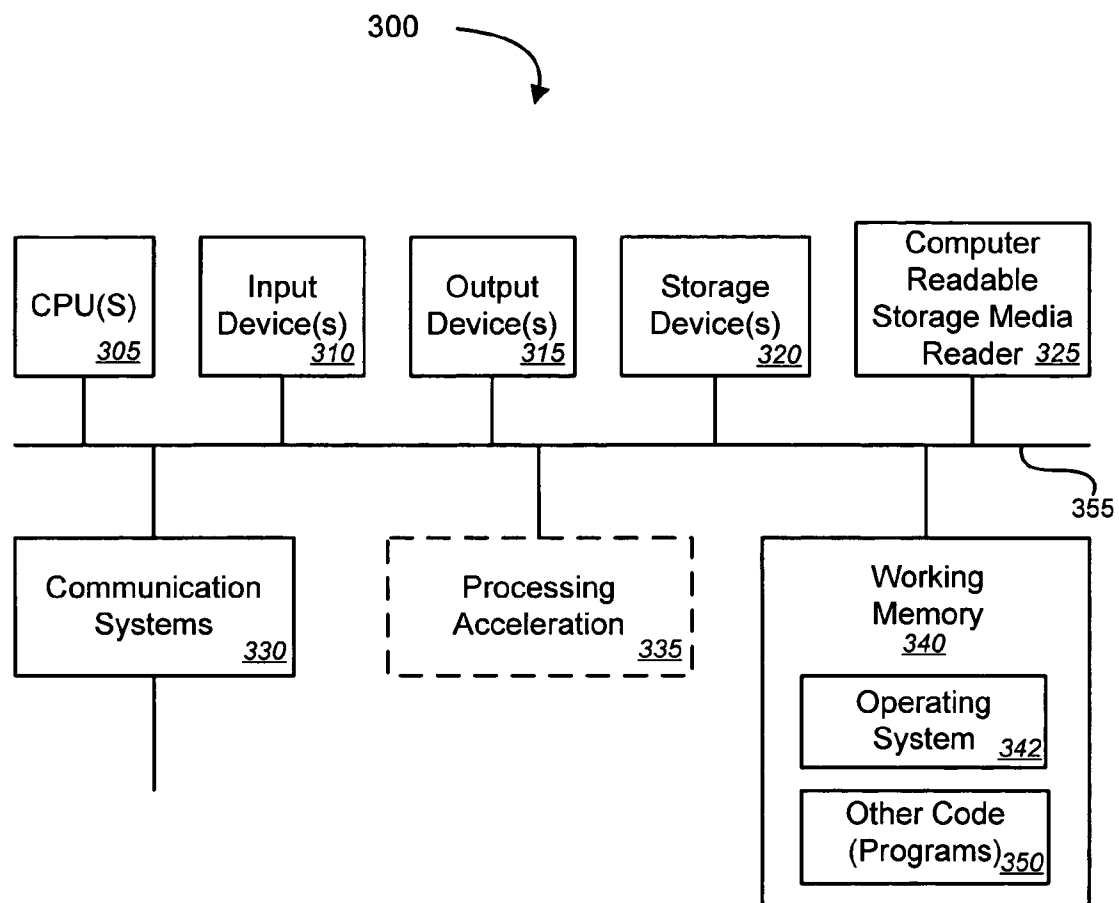 300
CPU(S)
305
Input
Device(s)
310
Output
Device(s)
315
Storage
Device(s)
320
Computer
Readable
Storage Media
Reader 325
355
Communication
Systems
330
Processing
Acceleration
335
Working
Memory
340
Operating
System
342
Other Code
(Programs)
350